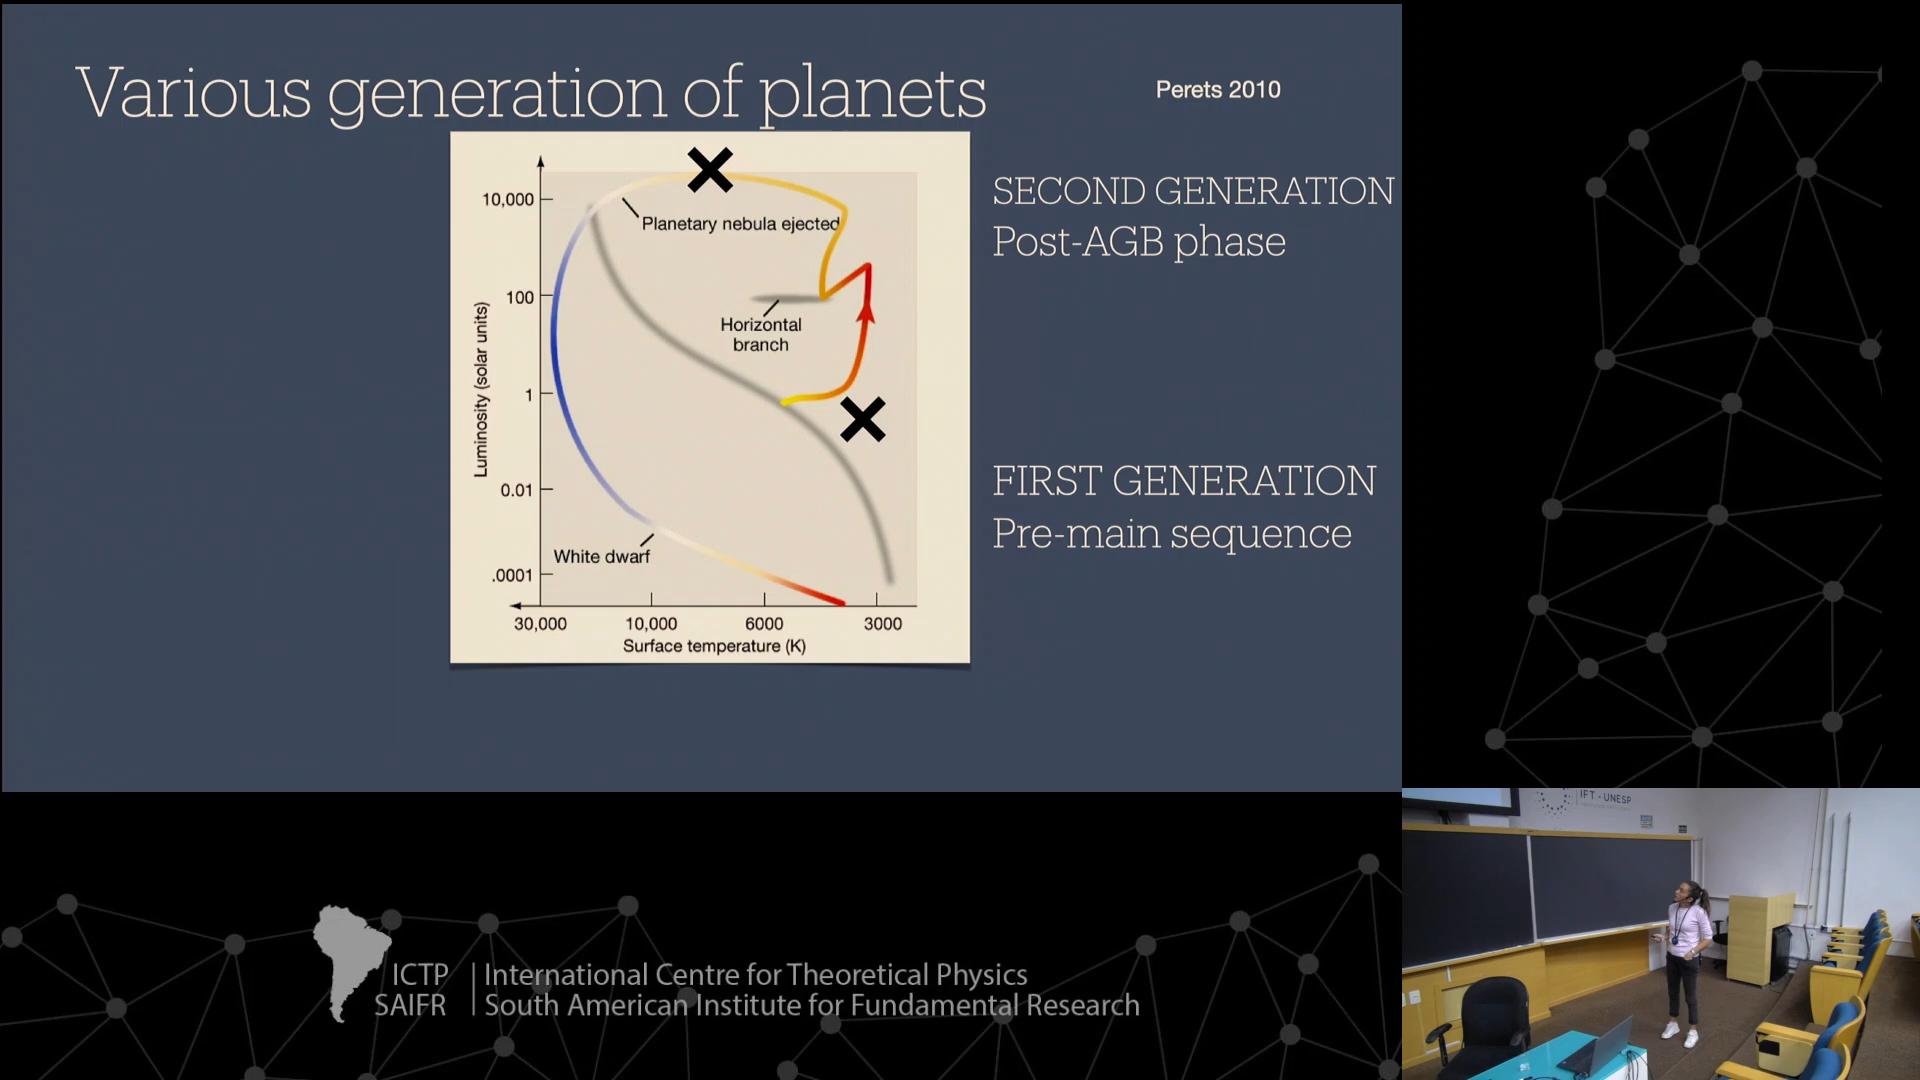 Various generation of planets
Perets 2010
SECOND GENERATION
Post-AGB phase
FIRST GENERATION
Pre-main sequence
10,000
100
1
0.01
.0001
Luminosity (solar units)
Planetary nebula ejected
Horizontal
branch
White dwarf
30,000
10,000
6000
3000
Surface temperature (K)
IFT - UNESP
ICTP
SAIFR
International Centre for Theoretical Physics
South American Institute for Fundamental Research